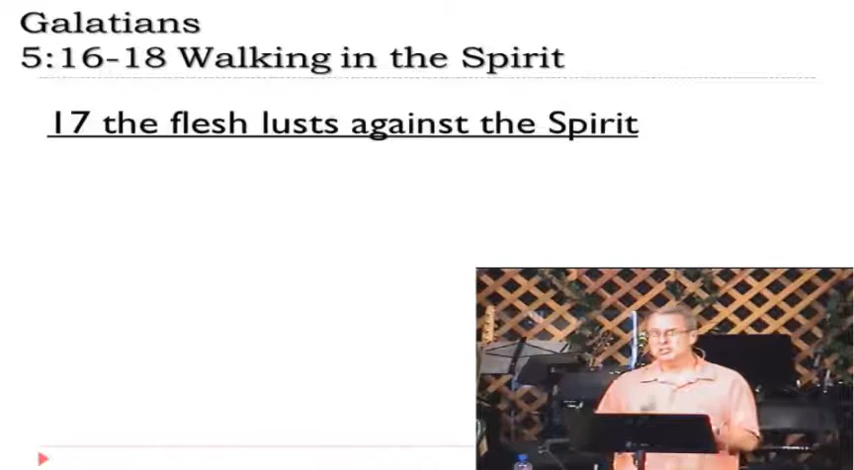 Galatians
5:16-18 Walking in the Spirit
17 the flesh lusts against the Spirit